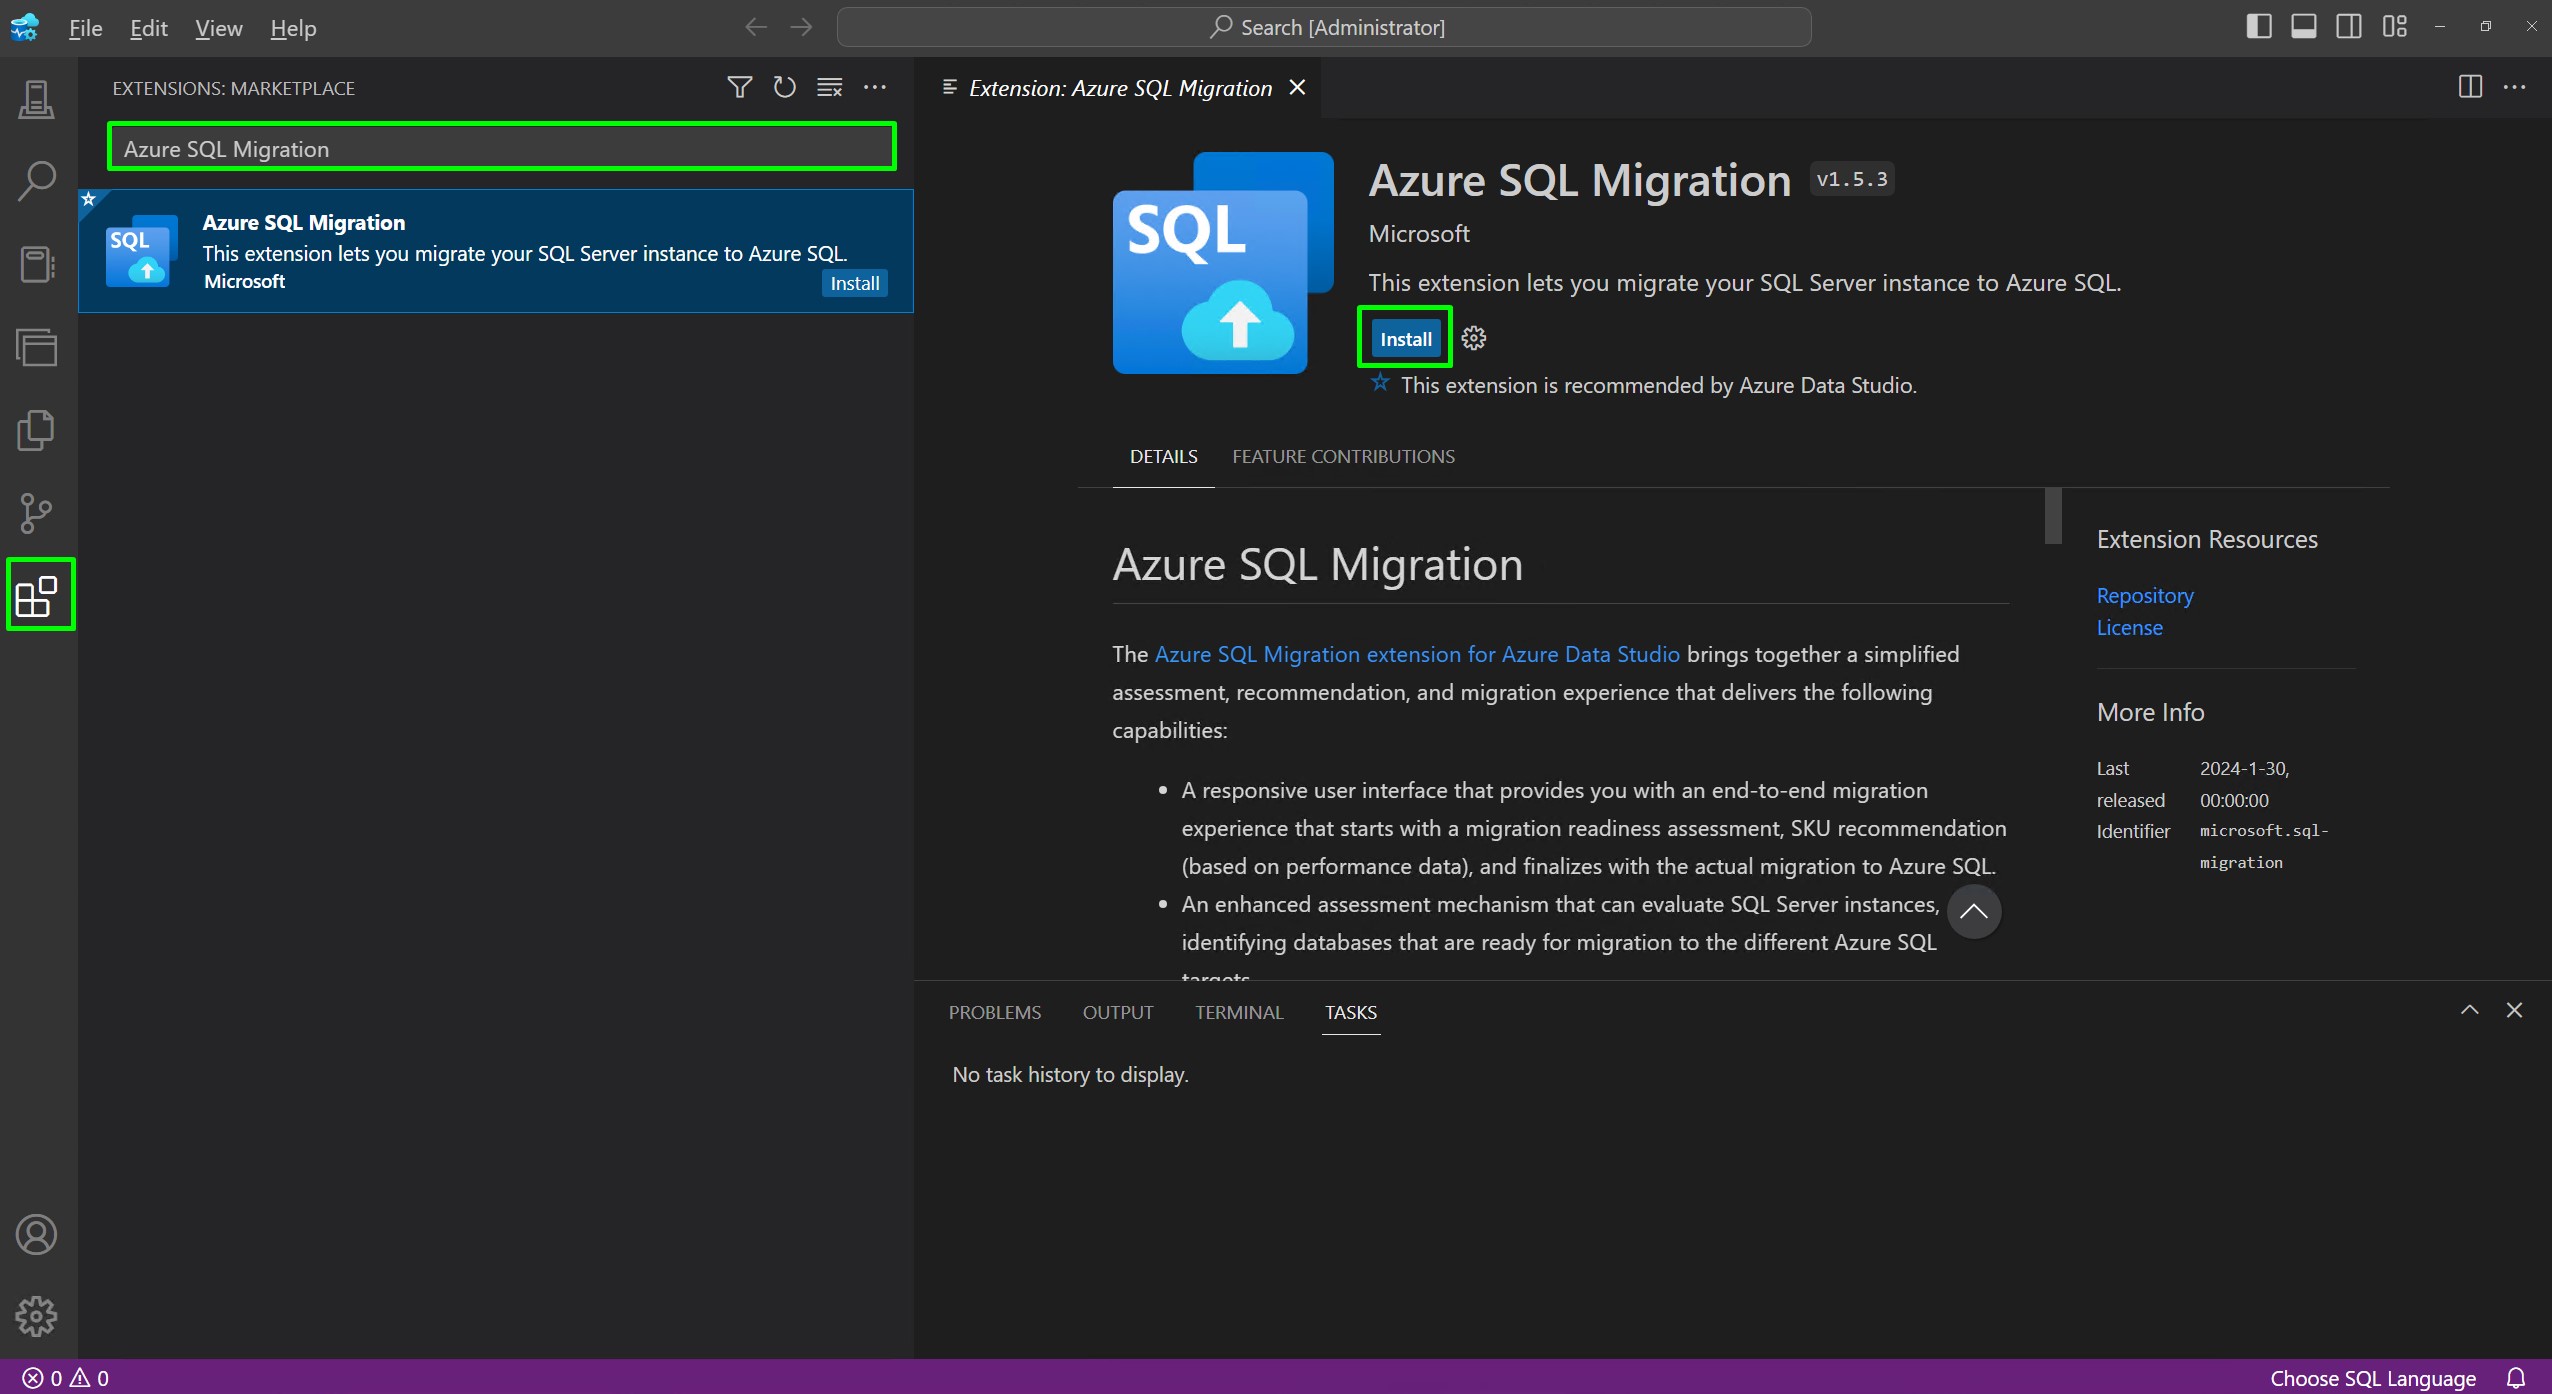 File Edit View Help
Search [Administrator]
EXTENSIONS: MARKETPLACE
Azure SQL Migration
SQL
Azure SQL Migration
This extension lets you migrate your SQL Server instance to Azure SQL.
Microsoft
Install
Extension: Azure SQL Migration
SQL
Azure SQL Migration v1.5.3
Microsoft
This extension lets you migrate your SQL Server instance to Azure SQL.
Install
This extension is recommended by Azure Data Studio.
DETAILS FEATURE CONTRIBUTIONS
Azure SQL Migration
The Azure SQL Migration extension for Azure Data Studio brings together a simplified
assessment, recommendation, and migration experience that delivers the following
capabilities:
A responsive user interface that provides you with an end-to-end migration
experience that starts with a migration readiness assessment, SKU recommendation
(based on performance data), and finalizes with the actual migration to Azure SQL.
An enhanced assessment mechanism that can evaluate SQL Server instances,
identifying databases that are ready for migration to the different Azure SQL
targets.
Extension Resources
Repository
License
More Info
Last 2024-1-30,
released 00:00:00
Identifier microsoft.sql-
migration
PROBLEMS OUTPUT TERMINAL TASKS
No task history to display.
0 0
Choose SQL Language